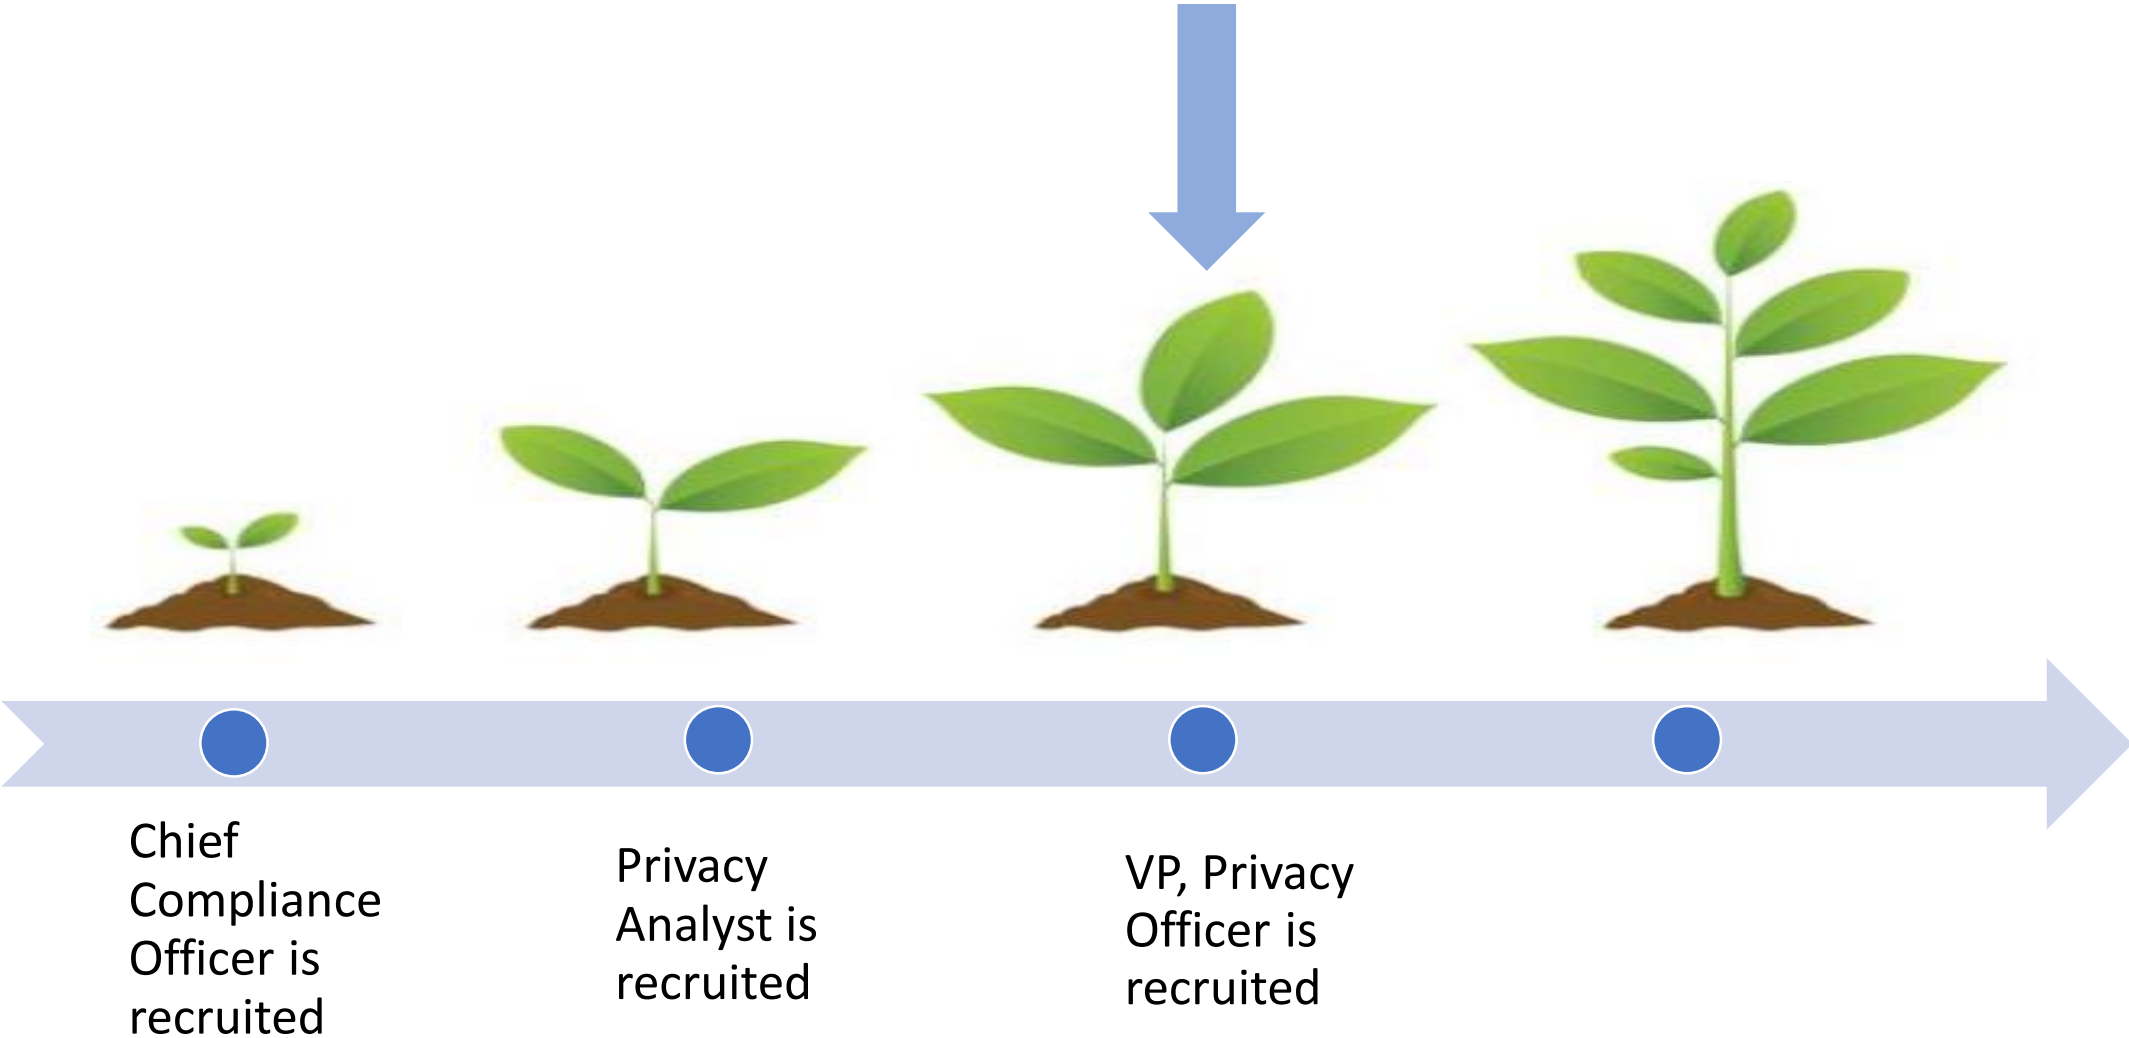 Chief
Compliance
Officer is
recruited
Privacy
Analyst is
recruited
VP, Privacy
Officer is
recruited